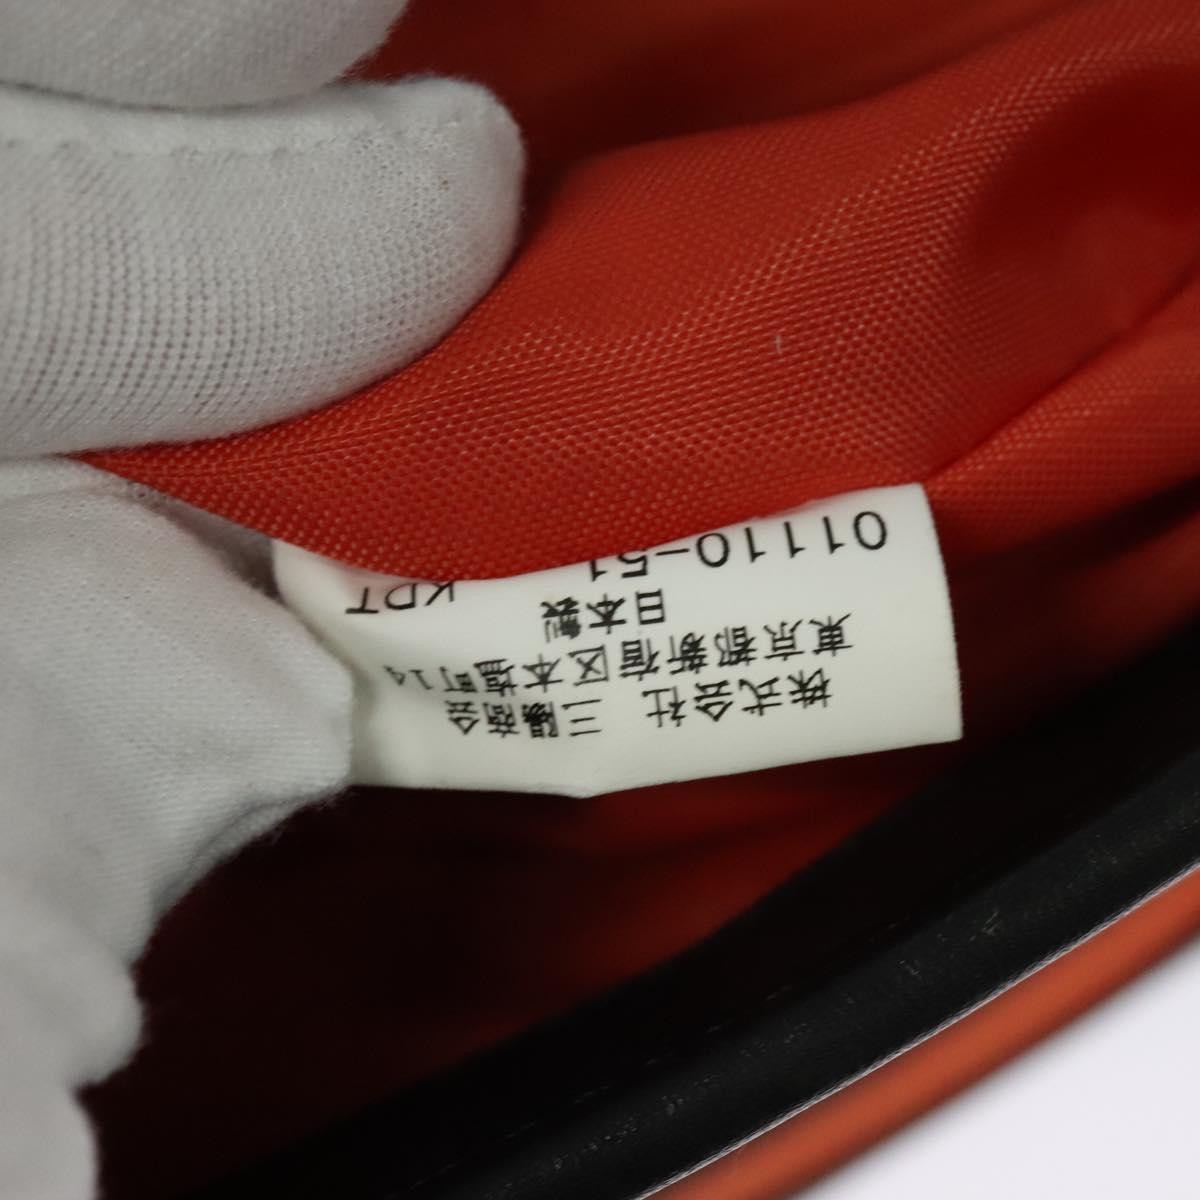 株式会社 三陽商会
東京都新宿区本塩町14
日本製
01110-51 KDT